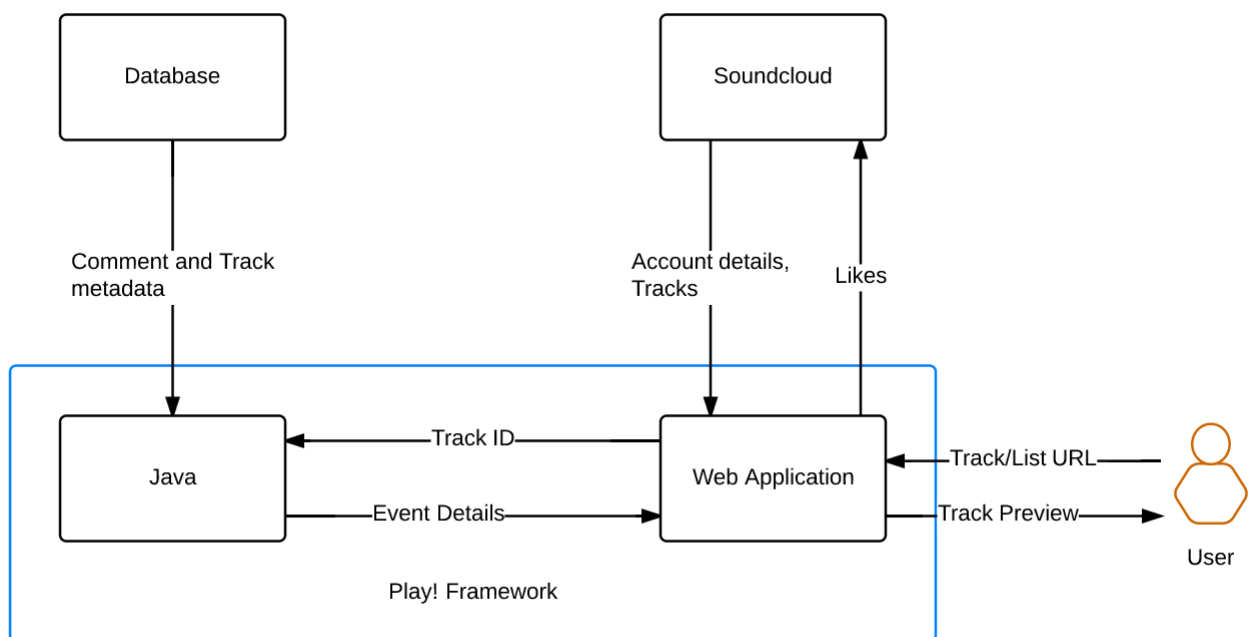 Database
Soundcloud
Comment and Track
metadata
Account details,
Tracks
Likes
Track ID
Java
Web Application
Track/List URL
Event Details
Track Preview
User
Play! Framework